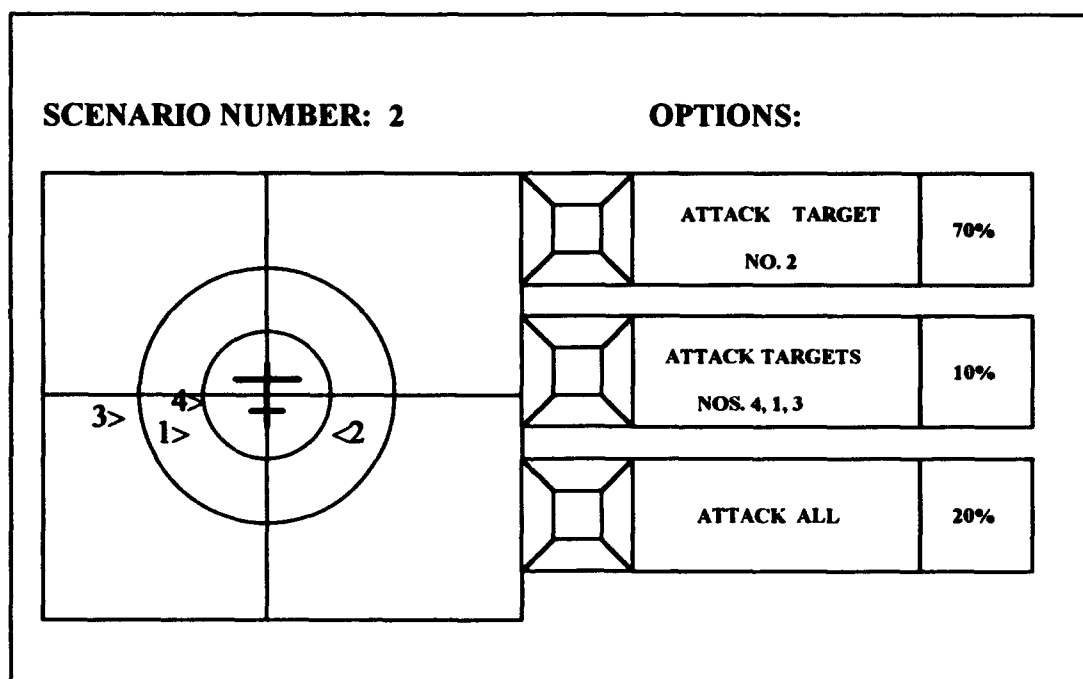 SCENARIO NUMBER: 2
OPTIONS:
ATTACK TARGET
NO. 2
70%
ATTACK TARGETS
NOS. 4, 1, 3
10%
ATTACK ALL
20%
4>
3>
1>
<2